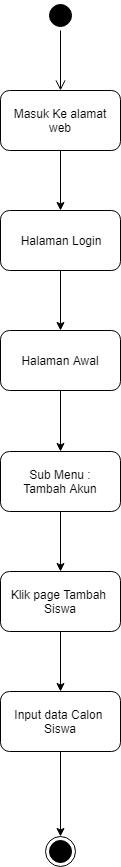 Masuk Ke alamat
web
Halaman Login
Halaman Awal
Sub Menu :
Tambah Akun
Klik page Tambah
Siswa
Input data Calon
Siswa